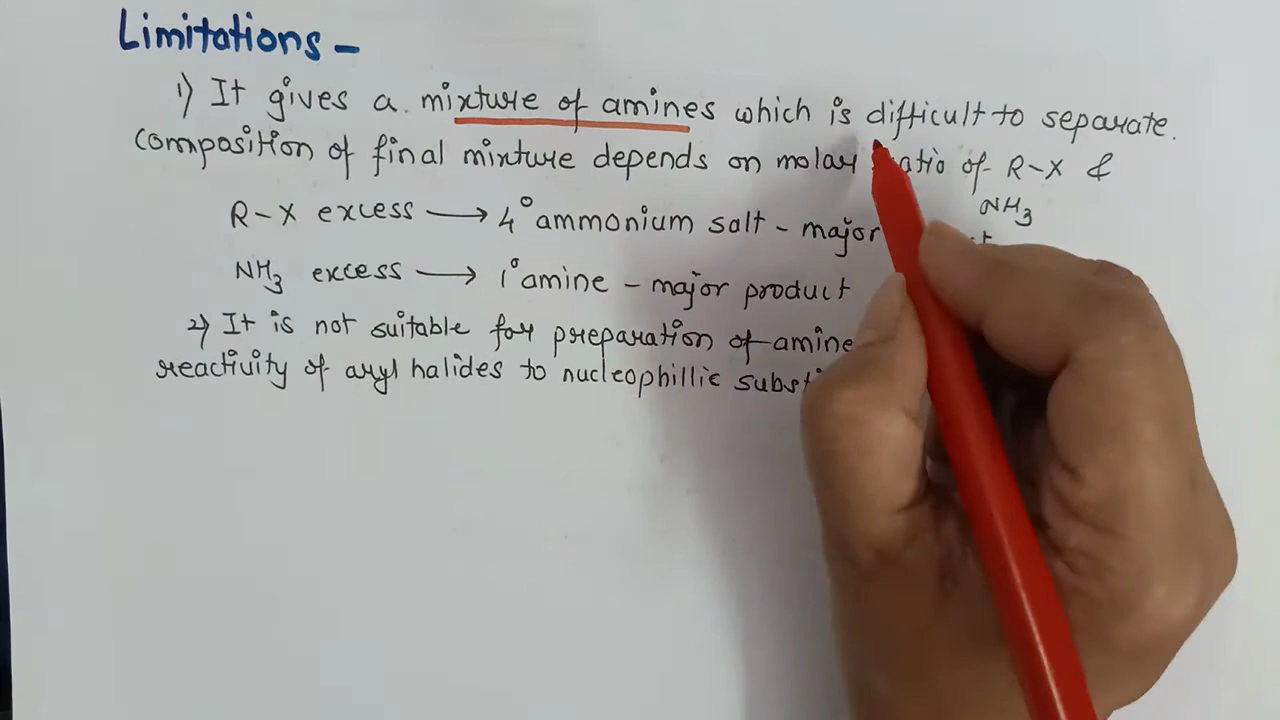 Limitations -
1) It gives a mixture of amines which is difficult to separate.
composition of final mixture depends on molar ratio of R-X &
NH3
R-X excess → 4° ammonium salt - major
NH3 excess → 1° amine - major product
2) It is not suitable for preparation of amine
reactivity of aryl halides to nucleophillic